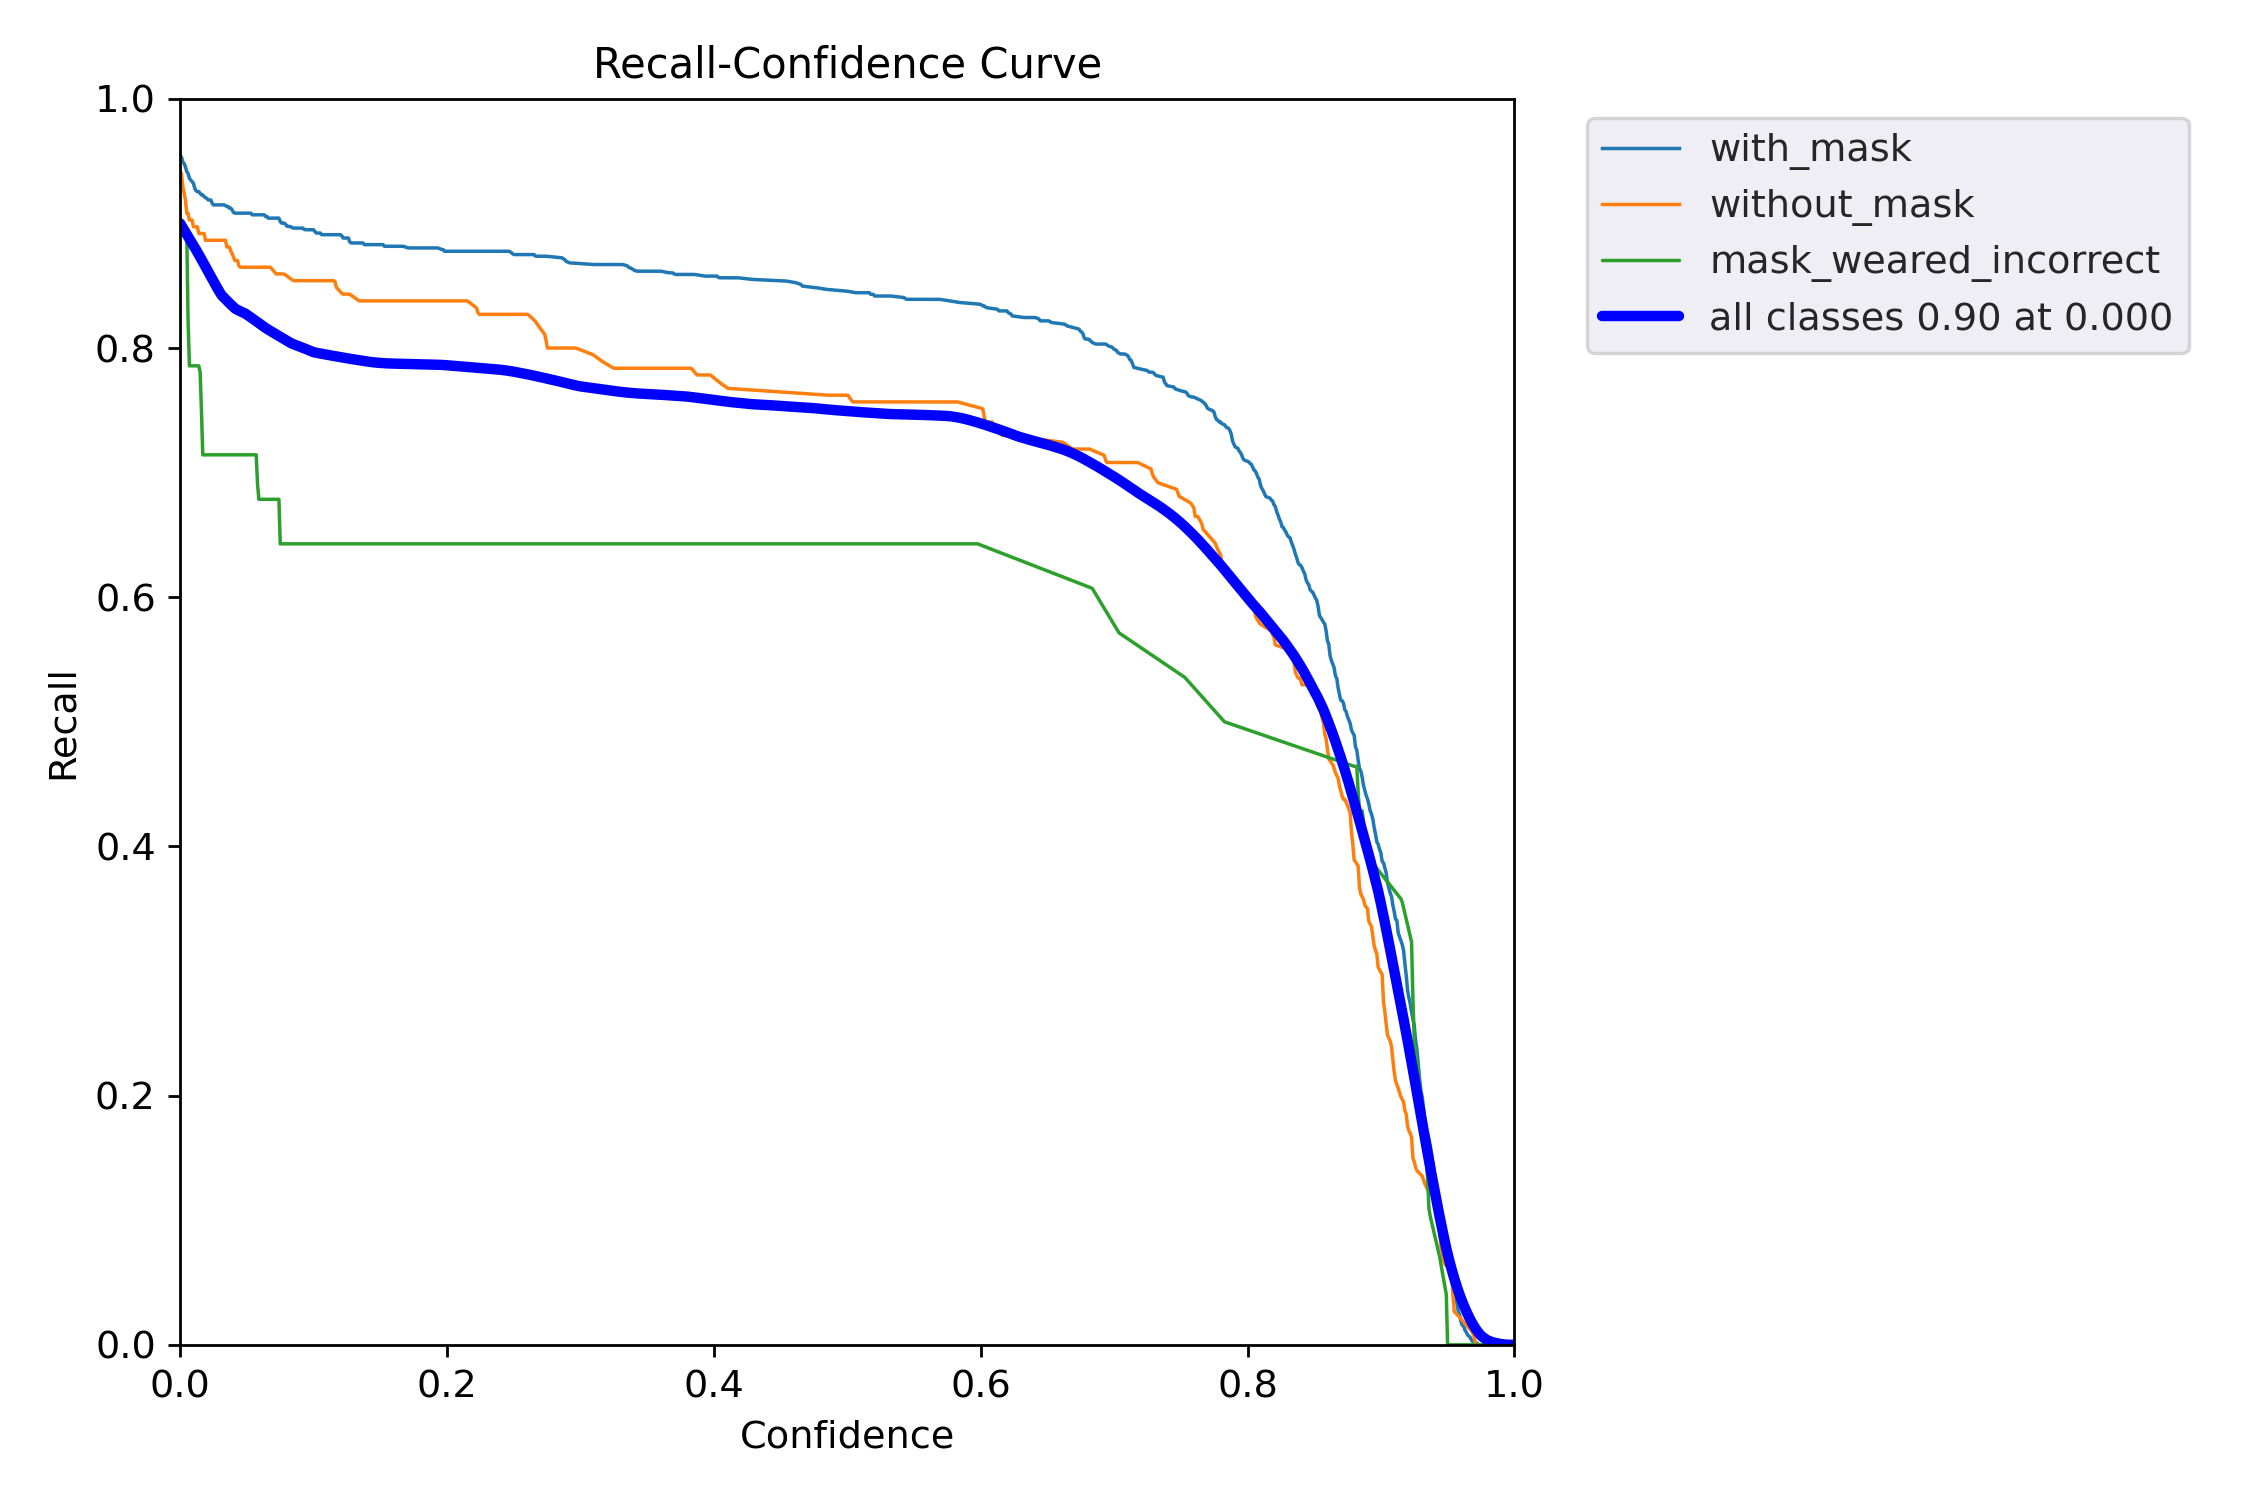 Recall-Confidence Curve
1.0
0.8
0.6
0.4
0.2
0.0
Recall
0.0 0.2 0.4 0.6 0.8 1.0
Confidence
with_mask
without_mask
mask_weared_incorrect
all classes 0.90 at 0.000